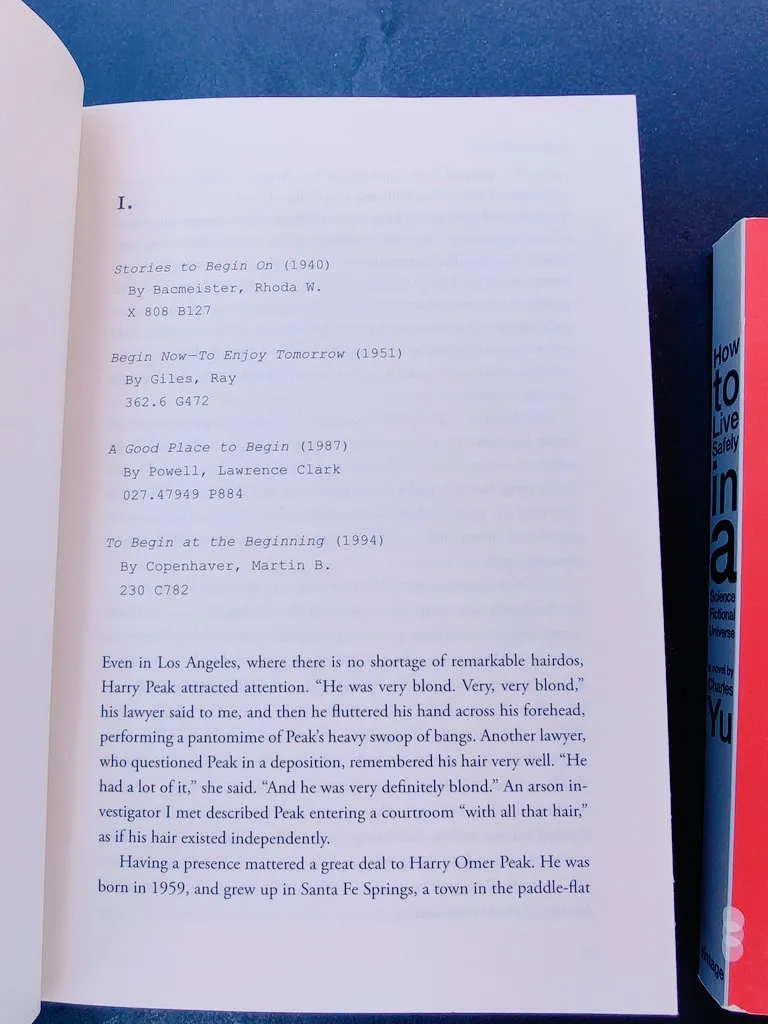 1.
Stories to Begin On (1940)
By Bacmeister, Rhoda W.
X 808 B127
Begin Now—To Enjoy Tomorrow (1951)
By Giles, Ray
362.6 G472
A Good Place to Begin (1987)
By Powell, Lawrence Clark
027.47949 P884
To Begin at the Beginning (1994)
By Copenhaver, Martin B.
230 C782
Even in Los Angeles, where there is no shortage of remarkable hairdos,
Harry Peak attracted attention. “He was very blond. Very, very blond,”
his lawyer said to me, and then he fluttered his hand across his forehead,
performing a pantomime of Peak’s heavy swoop of bangs. Another lawyer,
who questioned Peak in a deposition, remembered his hair very well. “He
had a lot of it,” she said. “And he was very definitely blond.” An arson in-
vestigator I met described Peak entering a courtroom “with all that hair,”
as if his hair existed independently.
Having a presence mattered a great deal to Harry Omer Peak. He was
born in 1959, and grew up in Santa Fe Springs, a town in the paddle-flat
How
to
Live
Safely
in
a
Science
Fictional
Universe
a novel by
Charles
Yu
vintage